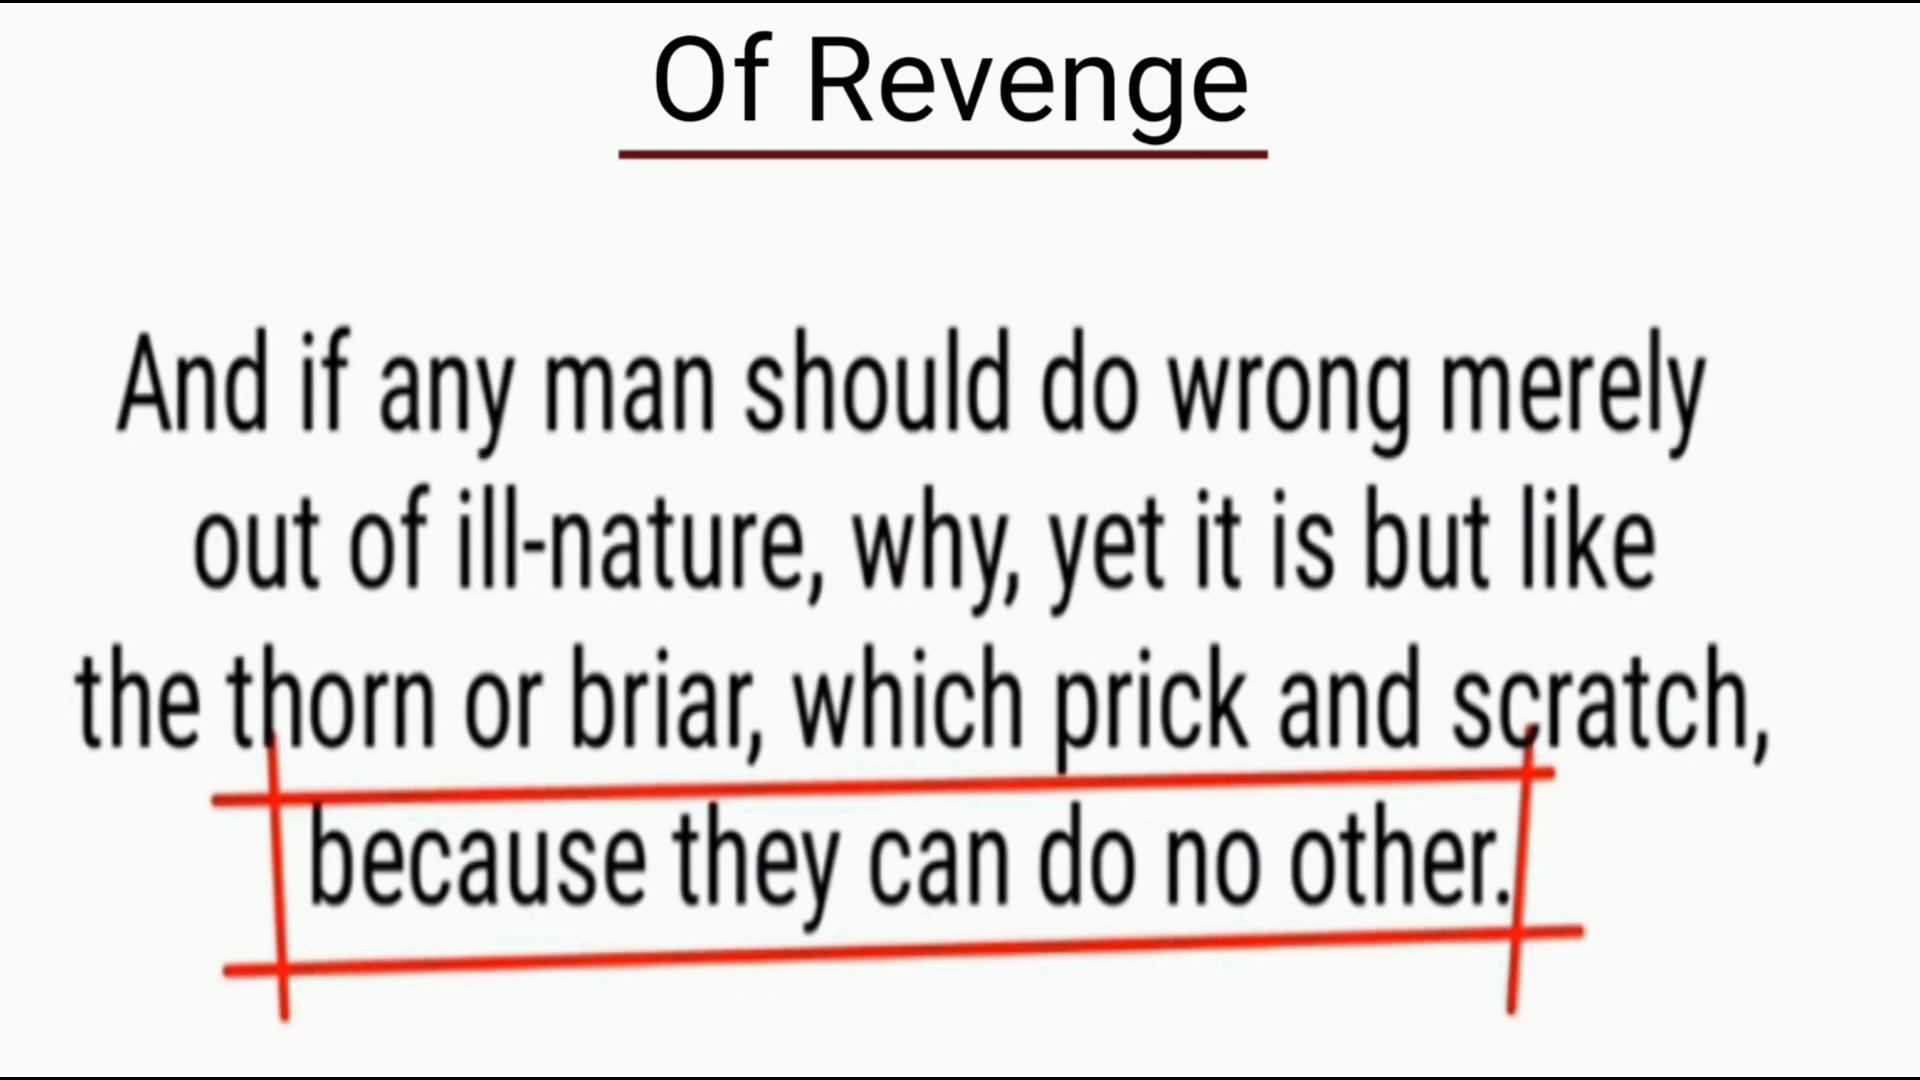 Of Revenge
And if any man should do wrong merely
out of ill-nature, why, yet it is but like
the thorn or briar, which prick and scratch,
because they can do no other.